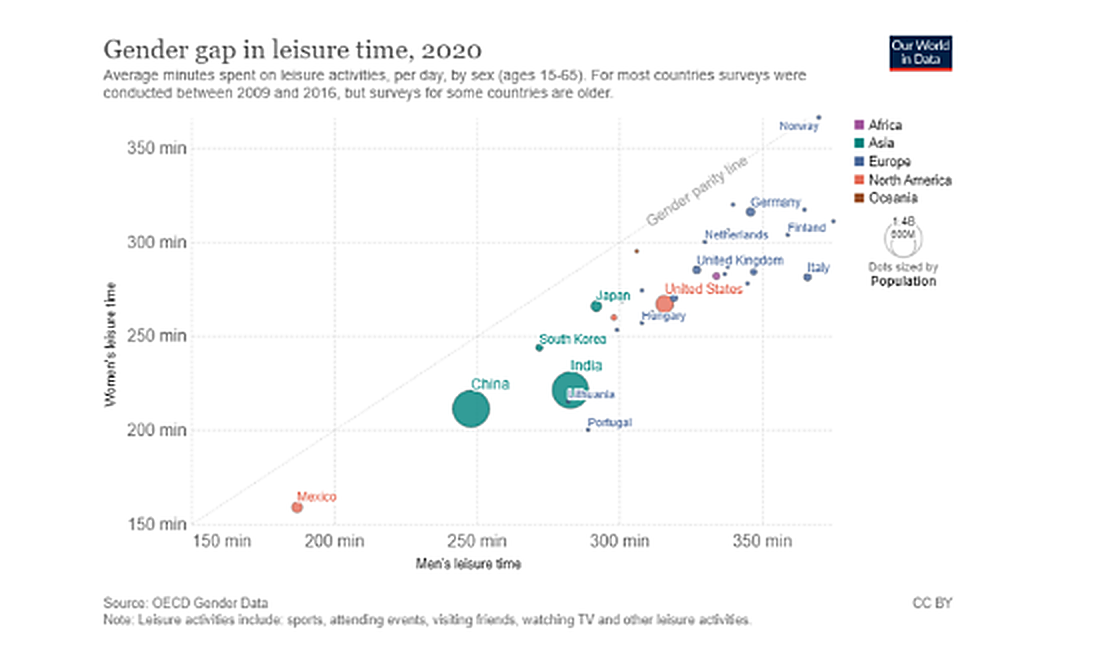 Gender gap in leisure time, 2020
Average minutes spent on leisure activities, per day, by sex (ages 15-65). For most countries surveys were
conducted between 2009 and 2016, but surveys for some countries are older.
Our World
in Data
Norway
350 min
Gender parity line
Germany
Finland
Netherlands
300 min
United Kingdom
Italy
United States
Japan
Hungary
250 min
South Korea
India
China
Lithuania
Portugal
200 min
Mexico
150 min
150 min
200 min
250 min
300 min
350 min
Women's leisure time
Men's leisure time
Africa
Asia
Europe
North America
Oceania
1.4B
600M
Dots sized by
Population
Source: OECD Gender Data
CC BY
Note: Leisure activities include: sports, attending events, visiting friends, watching TV and other leisure activities.